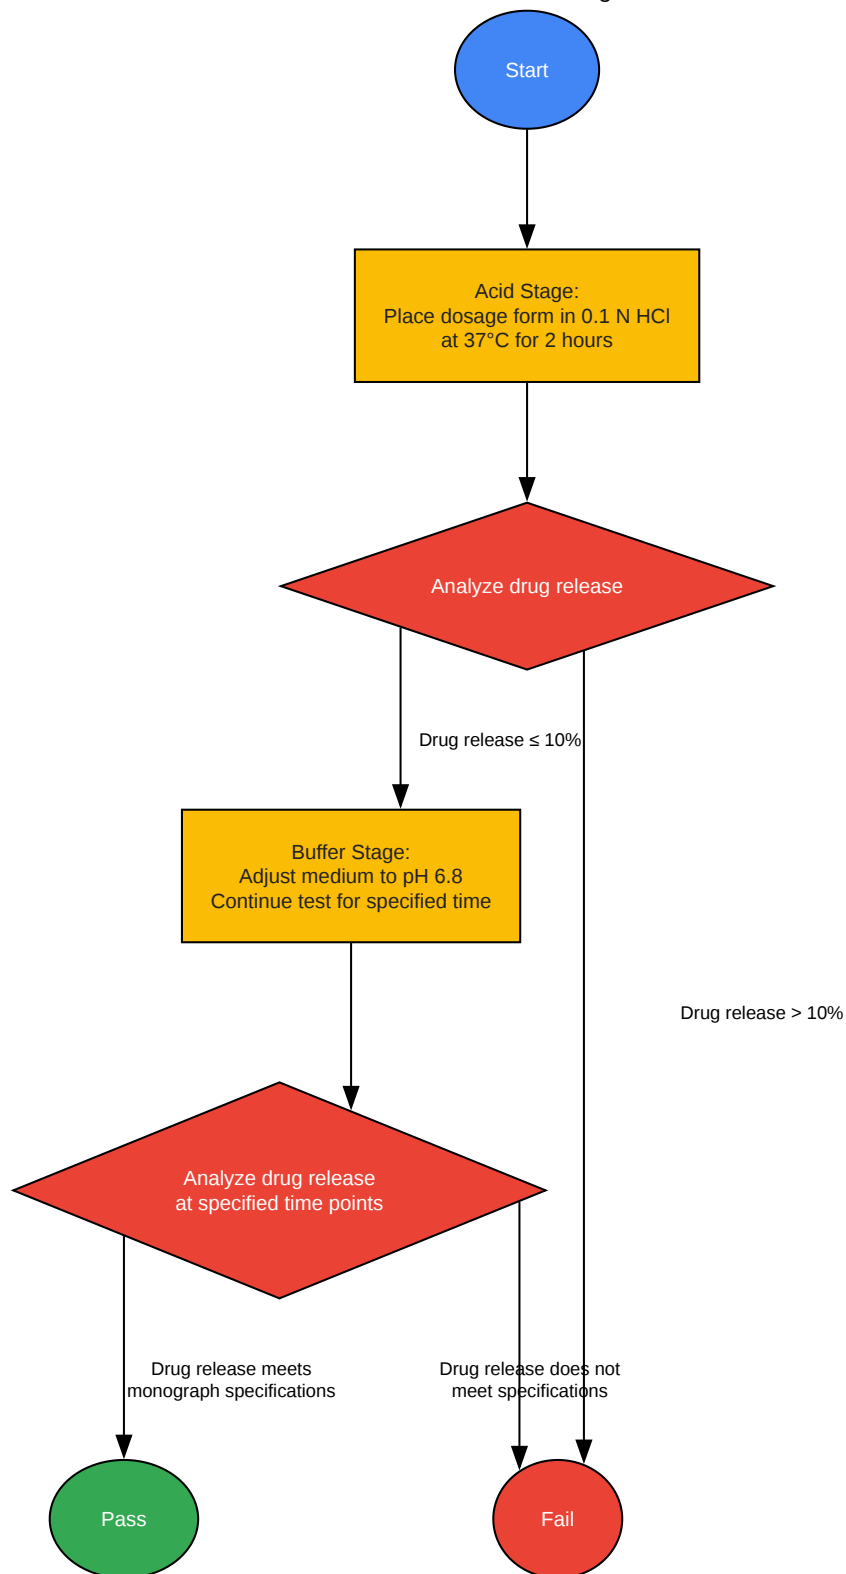 Start
Acid Stage:
Place dosage form in 0.1 N HCl
at 37°C for 2 hours
Analyze drug release
Drug release ≤ 10%
Buffer Stage:
Adjust medium to pH 6.8
Continue test for specified time
Drug release > 10%
Analyze drug release
at specified time points
Drug release meets
monograph specifications
Drug release does not
meet specifications
Pass
Fail